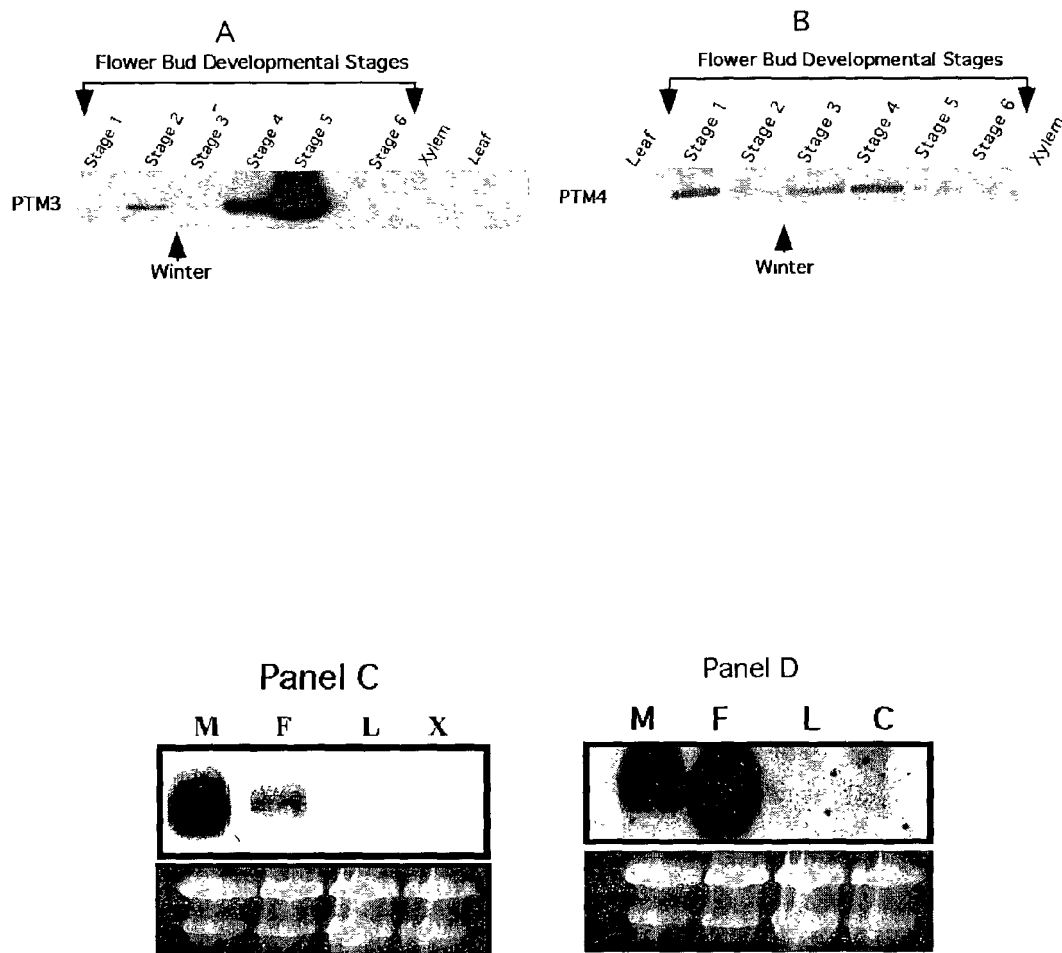 A
Flower Bud Developmental Stages
Stage 1 Stage 2 Stage 3 Stage 4 Stage 5 Stage 6 Xylem Leaf
PTM3
Winter
B
Flower Bud Developmental Stages
Leaf Stage 1 Stage 2 Stage 3 Stage 4 Stage 5 Stage 6 Xylem
PTM4
Winter
Panel C
M F L X
Panel D
M F L C